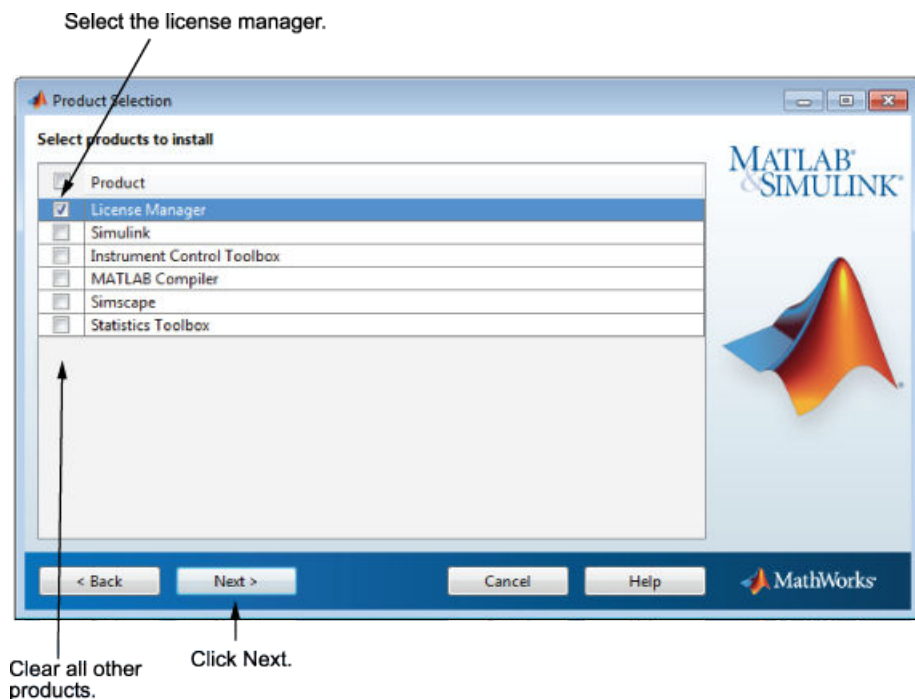 Select the license manager.
Product Selection
Select products to install
MATLAB®
&SIMULINK®
Product
License Manager
Simulink
Instrument Control Toolbox
MATLAB Compiler
Simscape
Statistics Toolbox
< Back
Next >
Cancel
Help
MathWorks®
Click Next.
Clear all other
products.